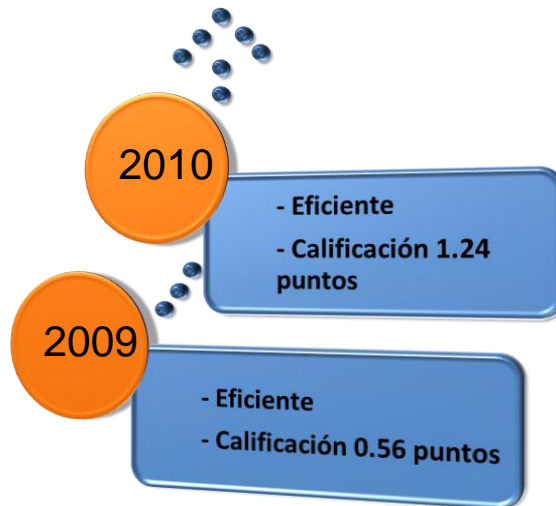 2010
- Eficiente
- Calificación 1.24
puntos
2009
- Eficiente
- Calificación 0.56 puntos